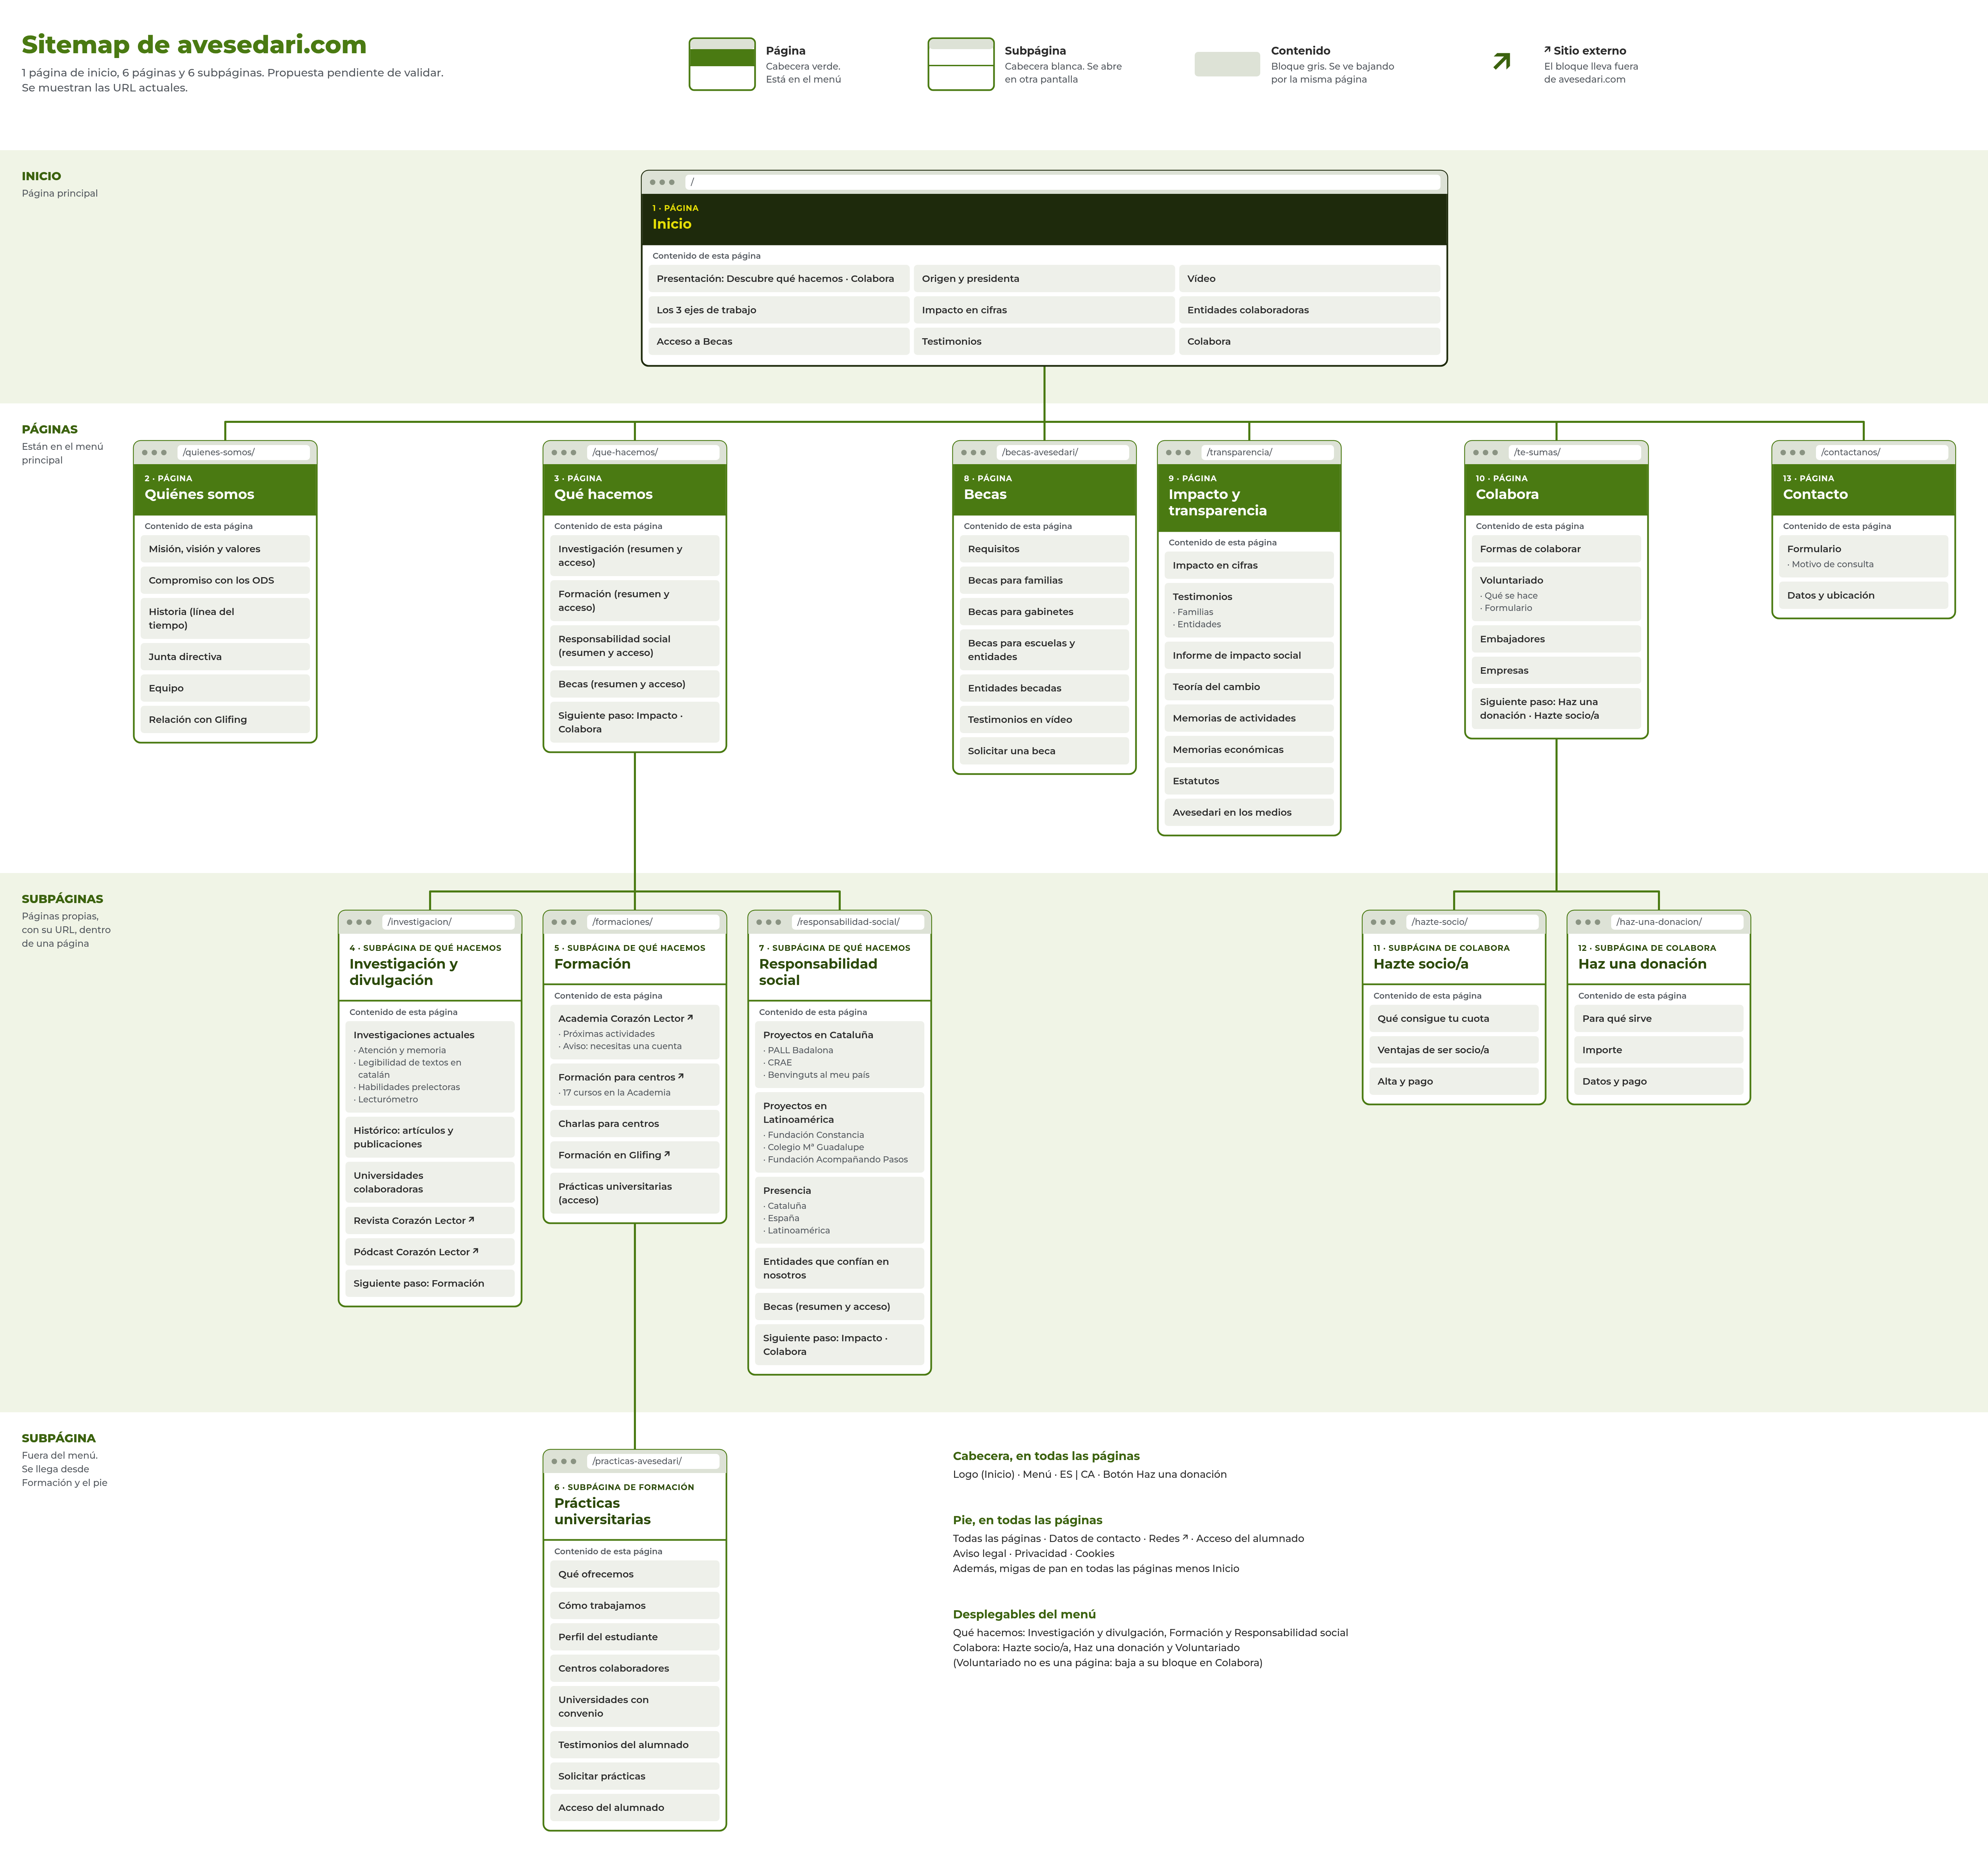 Sitemap de avesedari.com
1 página de inicio, 6 páginas y 6 subpáginas. Propuesta pendiente de validar.
Se muestran las URL actuales.
Página
Cabecera verde.
Está en el menú
Subpágina
Cabecera blanca. Se abre
en otra pantalla
Contenido
Bloque gris. Se ve bajando
por la misma página
↗ Sitio externo
El bloque lleva fuera
de avesedari.com
INICIO
Página principal
/
1 · PÁGINA
Inicio
Contenido de esta página
Presentación: Descubre qué hacemos · Colabora
Origen y presidenta
Vídeo
Los 3 ejes de trabajo
Impacto en cifras
Entidades colaboradoras
Acceso a Becas
Testimonios
Colabora
PÁGINAS
Están en el menú
principal
/quienes-somos/
2 · PÁGINA
Quiénes somos
Contenido de esta página
Misión, visión y valores
Compromiso con los ODS
Historia (línea del
tiempo)
Junta directiva
Equipo
Relación con Glifing
/que-hacemos/
3 · PÁGINA
Qué hacemos
Contenido de esta página
Investigación (resumen y
acceso)
Formación (resumen y
acceso)
Responsabilidad social
(resumen y acceso)
Becas (resumen y acceso)
Siguiente paso: Impacto ·
Colabora
/becas-avesedari/
8 · PÁGINA
Becas
Contenido de esta página
Requisitos
Becas para familias
Becas para gabinetes
Becas para escuelas y
entidades
Entidades becadas
Testimonios en vídeo
Solicitar una beca
/transparencia/
9 · PÁGINA
Impacto y
transparencia
Contenido de esta página
Impacto en cifras
Testimonios
· Familias
· Entidades
Informe de impacto social
Teoría del cambio
Memorias de actividades
Memorias económicas
Estatutos
Avesedari en los medios
/te-sumas/
10 · PÁGINA
Colabora
Contenido de esta página
Formas de colaborar
Voluntariado
· Qué se hace
· Formulario
Embajadores
Empresas
Siguiente paso: Haz una
donación · Hazte socio/a
/contactanos/
13 · PÁGINA
Contacto
Contenido de esta página
Formulario
· Motivo de consulta
Datos y ubicación
SUBPÁGINAS
Páginas propias,
con su URL, dentro
de una página
/investigacion/
4 · SUBPÁGINA DE QUÉ HACEMOS
Investigación y
divulgación
Contenido de esta página
Investigaciones actuales
· Atención y memoria
· Legibilidad de textos en
catalán
· Habilidades prelectoras
· Lecturómetro
Histórico: artículos y
publicaciones
Universidades
colaboradoras
Revista Corazón Lector ↗
Pódcast Corazón Lector ↗
Siguiente paso: Formación
/formaciones/
5 · SUBPÁGINA DE QUÉ HACEMOS
Formación
Contenido de esta página
Academia Corazón Lector ↗
· Próximas actividades
· Aviso: necesitas una cuenta
Formación para centros ↗
· 17 cursos en la Academia
Charlas para centros
Formación en Glifing ↗
Prácticas universitarias
(acceso)
/responsabilidad-social/
7 · SUBPÁGINA DE QUÉ HACEMOS
Responsabilidad
social
Contenido de esta página
Proyectos en Cataluña
· PALL Badalona
· CRAE
· Benvinguts al meu país
Proyectos en
Latinoamérica
· Fundación Constancia
· Colegio Mª Guadalupe
· Fundación Acompañando Pasos
Presencia
· Cataluña
· España
· Latinoamérica
Entidades que confían en
nosotros
Becas (resumen y acceso)
Siguiente paso: Impacto ·
Colabora
/hazte-socio/
11 · SUBPÁGINA DE COLABORA
Hazte socio/a
Contenido de esta página
Qué consigue tu cuota
Ventajas de ser socio/a
Alta y pago
/haz-una-donacion/
12 · SUBPÁGINA DE COLABORA
Haz una donación
Contenido de esta página
Para qué sirve
Importe
Datos y pago
SUBPÁGINA
Fuera del menú.
Se llega desde
Formación y el pie
/practicas-avesedari/
6 · SUBPÁGINA DE FORMACIÓN
Prácticas
universitarias
Contenido de esta página
Qué ofrecemos
Cómo trabajamos
Perfil del estudiante
Centros colaboradores
Universidades con
convenio
Testimonios del alumnado
Solicitar prácticas
Acceso del alumnado
Cabecera, en todas las páginas
Logo (Inicio) · Menú · ES | CA · Botón Haz una donación
Pie, en todas las páginas
Todas las páginas · Datos de contacto · Redes ↗ · Acceso del alumnado
Aviso legal · Privacidad · Cookies
Además, migas de pan en todas las páginas menos Inicio
Desplegables del menú
Qué hacemos: Investigación y divulgación, Formación y Responsabilidad social
Colabora: Hazte socio/a, Haz una donación y Voluntariado
(Voluntariado no es una página: baja a su bloque en Colabora)